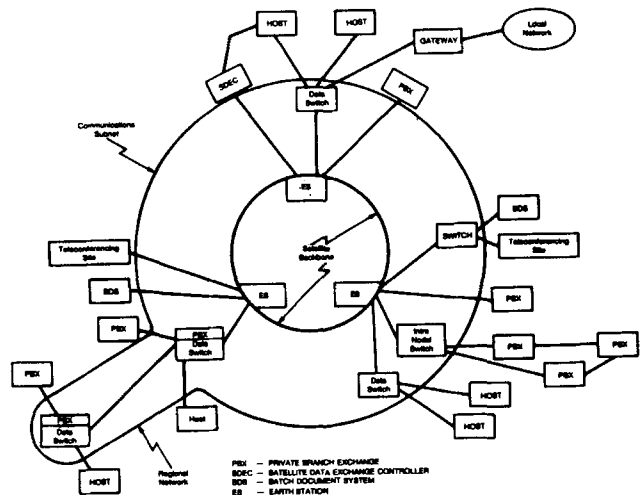 HOST
HOST
Local
Network
GATEWAY
SDEC
Data
Switch
PBX
Communications
Subnet
ES
BDS
SWITCH
Teleconferencing
Site
Satellite
Backbone
Teleconferencing
Site
BDS
ES
ES
PBX
PBX
PBX
Data
Switch
Intra
Nodal
Switch
PBX
PBX
PBX
PBX
Data
Switch
HOST
HOST
Host
PBX
Data
Switch
HOST
Regional
Network
PBX — PRIVATE BRANCH EXCHANGE
SDEC — SATELLITE DATA EXCHANGE CONTROLLER
BDS — BATCH DOCUMENT SYSTEM
ES — EARTH STATION